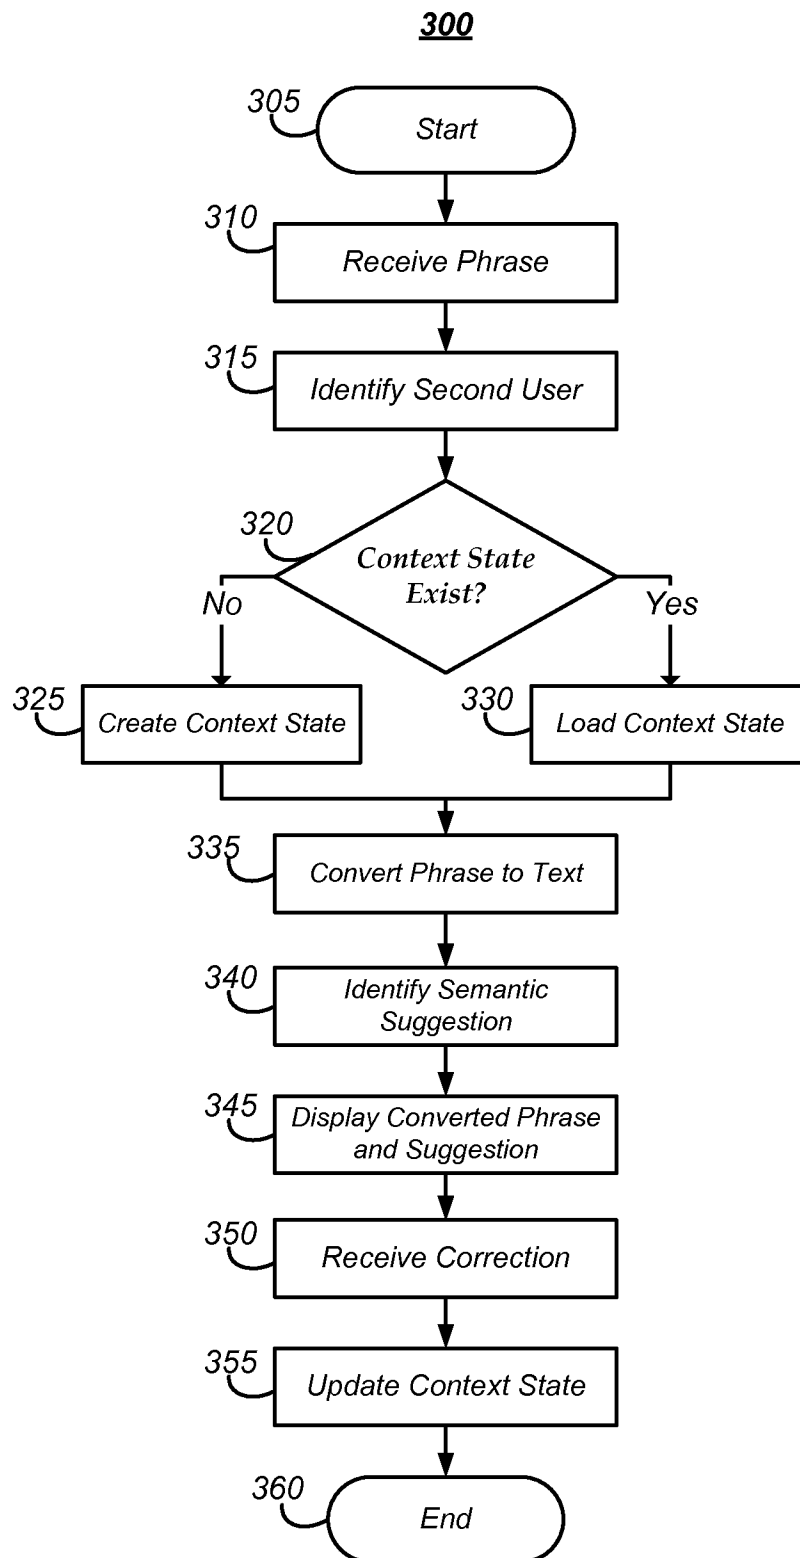 300
305
Start
310
Receive Phrase
315
Identify Second User
320
Context State
Exist?
No
Yes
325
Create Context State
330
Load Context State
335
Convert Phrase to Text
340
Identify Semantic
Suggestion
345
Display Converted Phrase
and Suggestion
350
Receive Correction
355
Update Context State
360
End